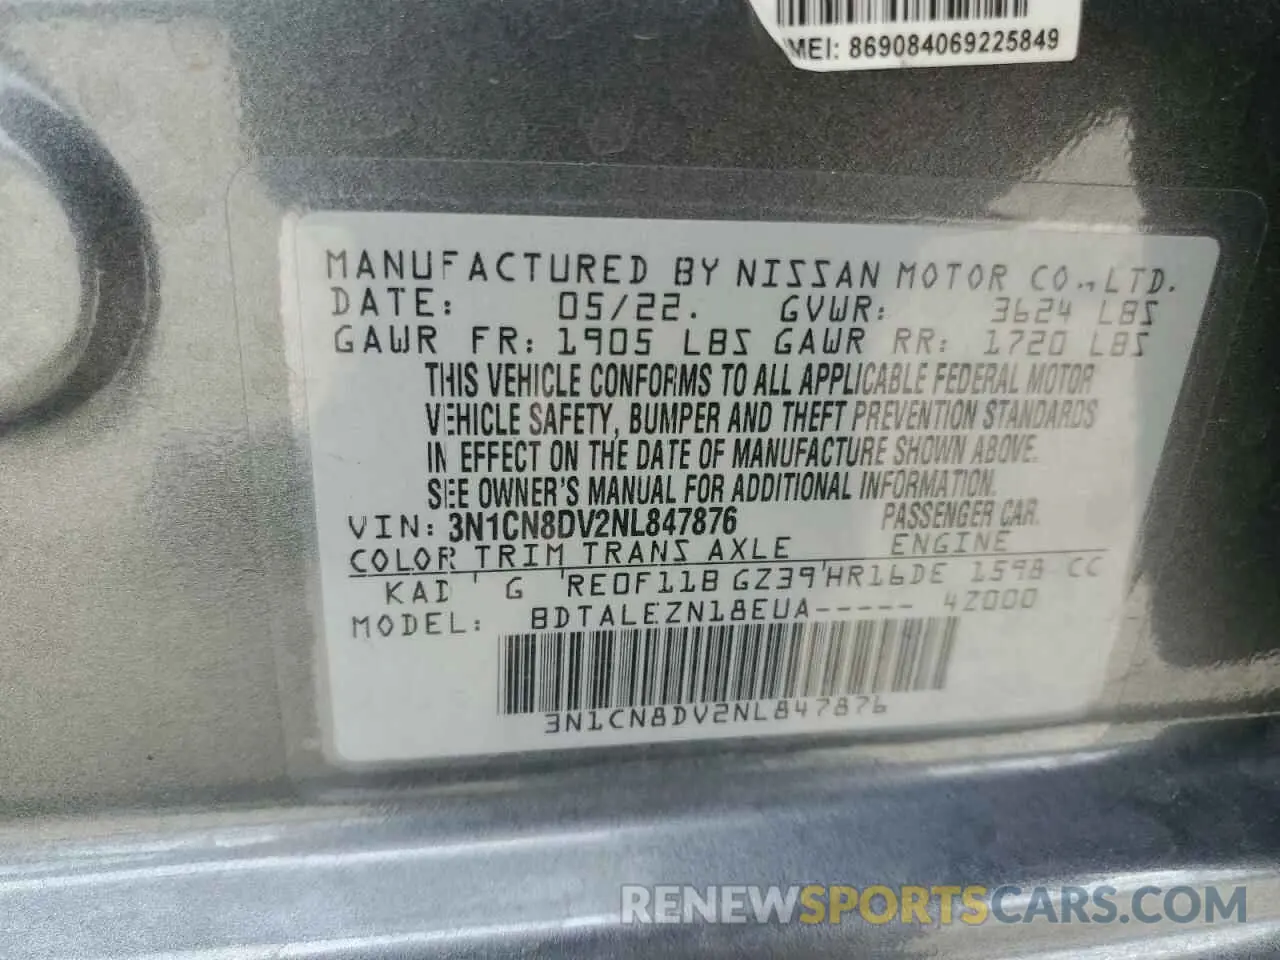 MEI: 869084069225849
MANUFACTURED BY NISSAN MOTOR CO., LTD.
DATE: 05/22. GVWR: 3624 LBS
GAWR FR: 1905 LBS GAWR RR: 1720 LBS
THIS VEHICLE CONFORMS TO ALL APPLICABLE FEDERAL MOTOR
VEHICLE SAFETY, BUMPER AND THEFT PREVENTION STANDARDS
IN EFFECT ON THE DATE OF MANUFACTURE SHOWN ABOVE.
SEE OWNER'S MANUAL FOR ADDITIONAL INFORMATION.
VIN: 3N1CN8DV2NL847876 PASSENGER CAR.
COLOR TRIM TRANS AXLE ENGINE
KAD ' G 'RE0F11B GZ39'HR16DE 1598 CC
MODEL: BDTALEZN18EUA----- 4Z000
3N1CN8DV2NL847876
RENEWSPORTSCARS.COM